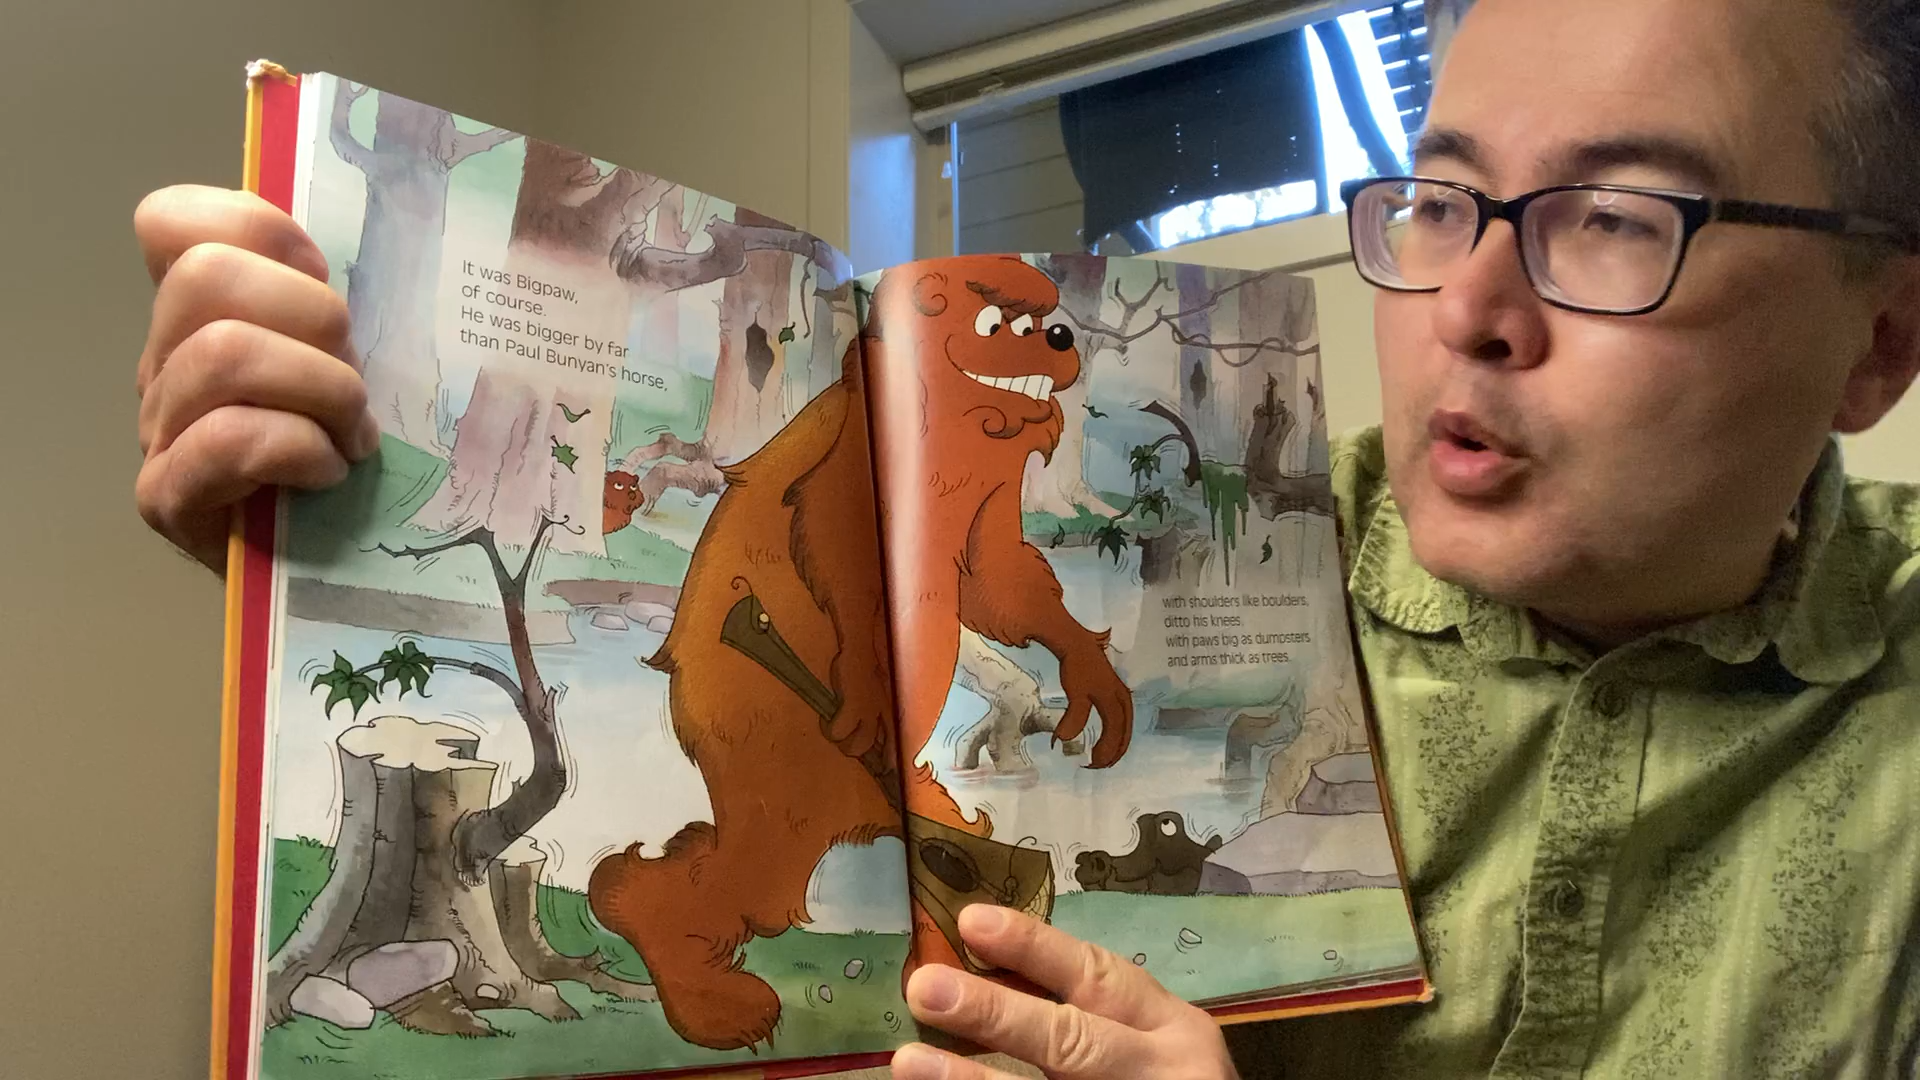 It was Bigpaw,
of course.
He was bigger by far
than Paul Bunyan's horse,
with shoulders like boulders,
ditto his knees,
with paws big as dumpsters
and arms thick as trees.